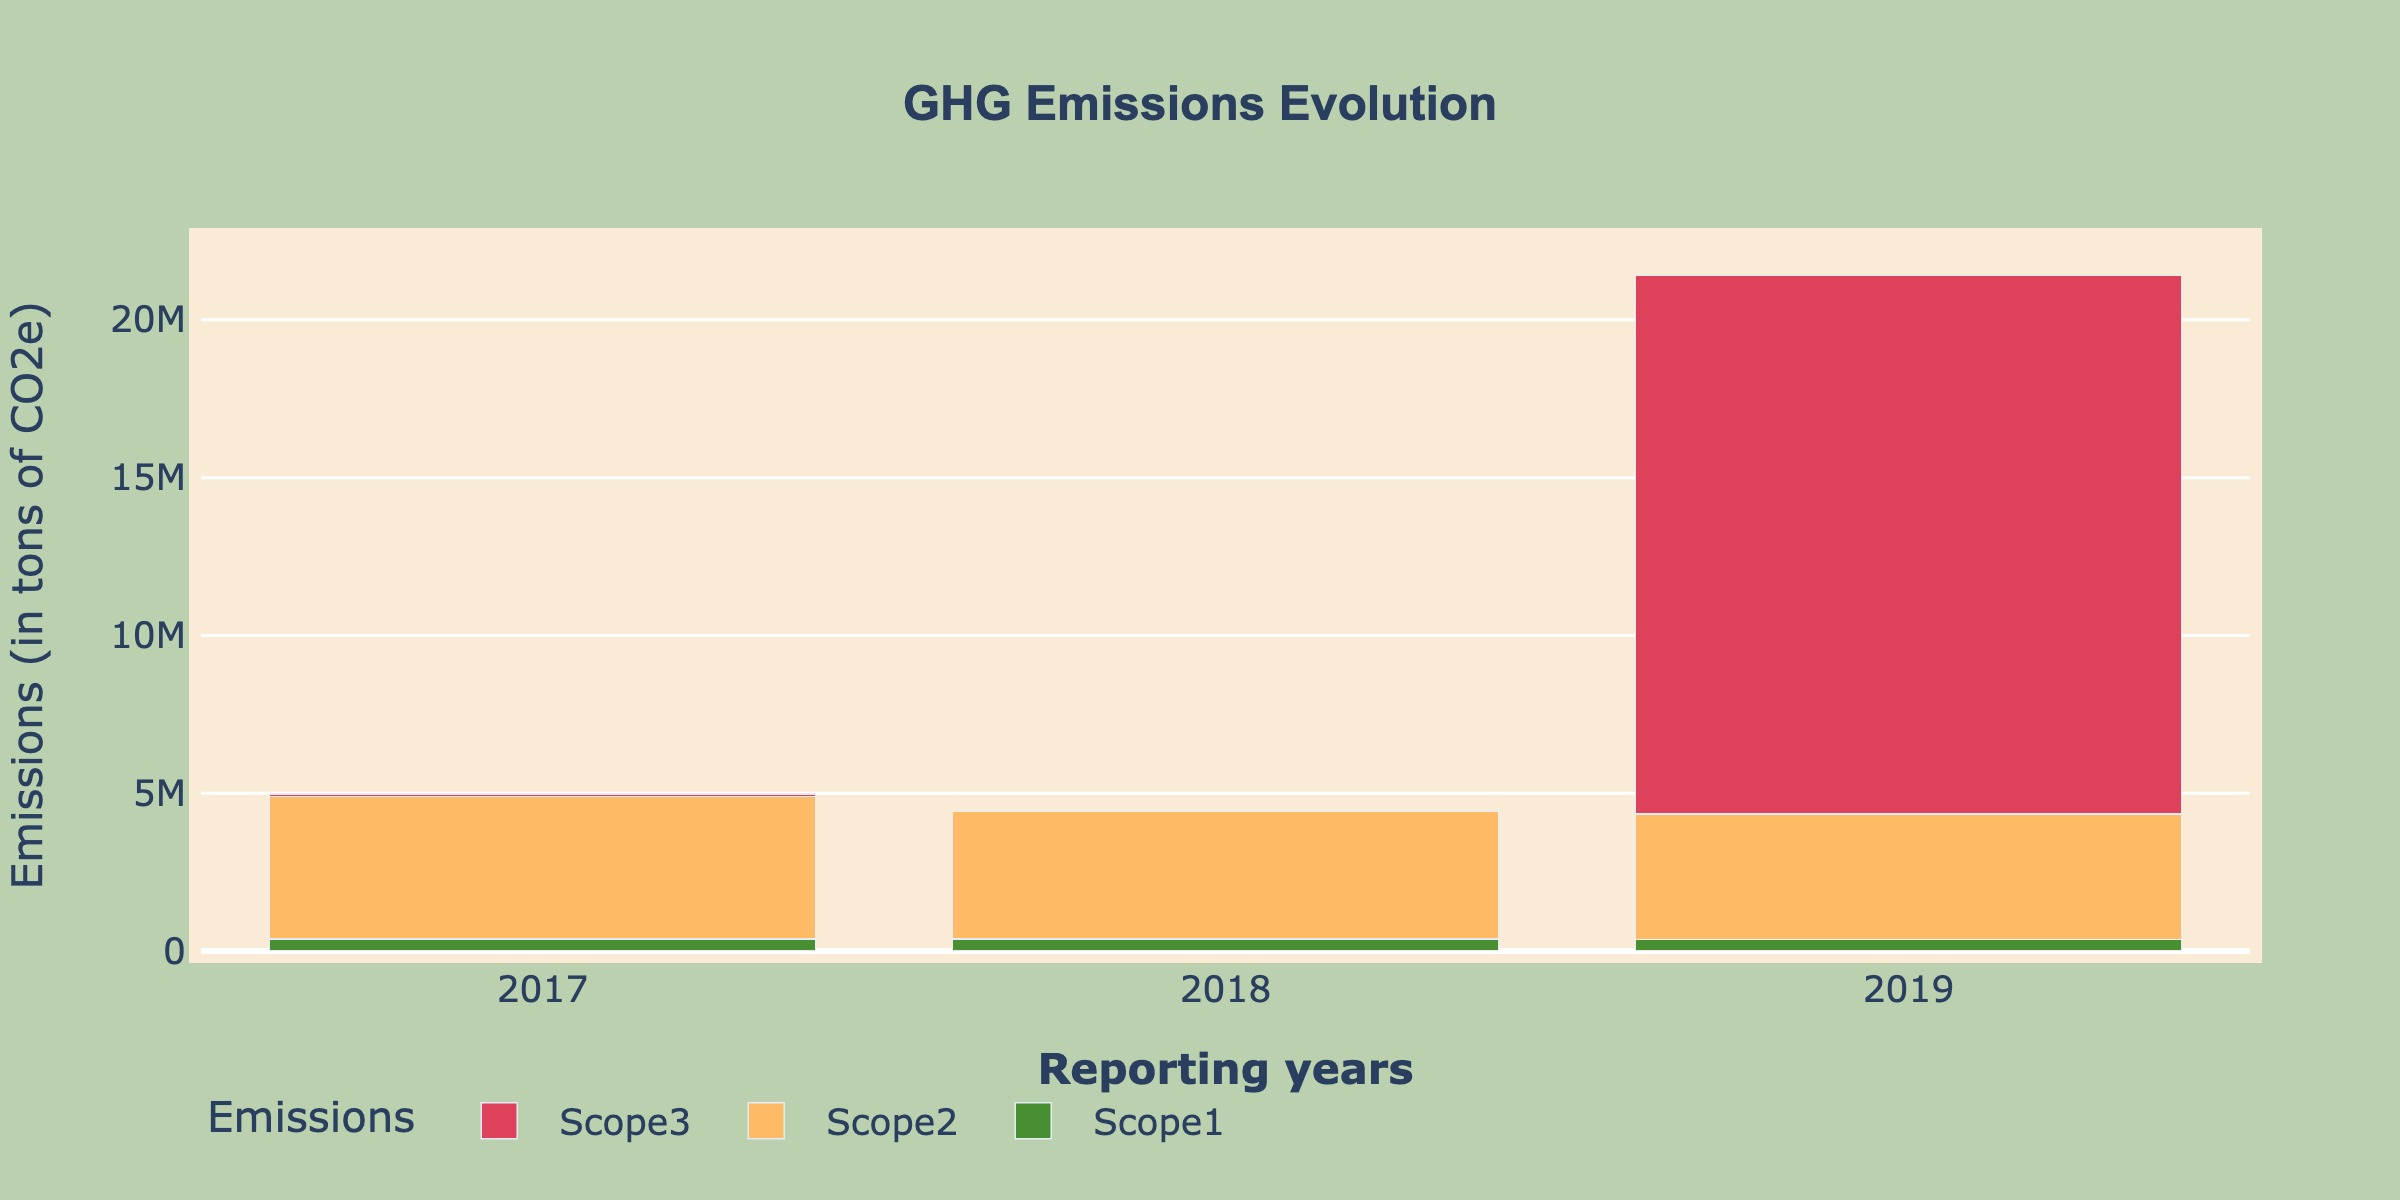 GHG Emissions Evolution
Emissions (in tons of CO2e)
20M
15M
10M
5M
0
2017 2018 2019
Reporting years
Emissions Scope3 Scope2 Scope1